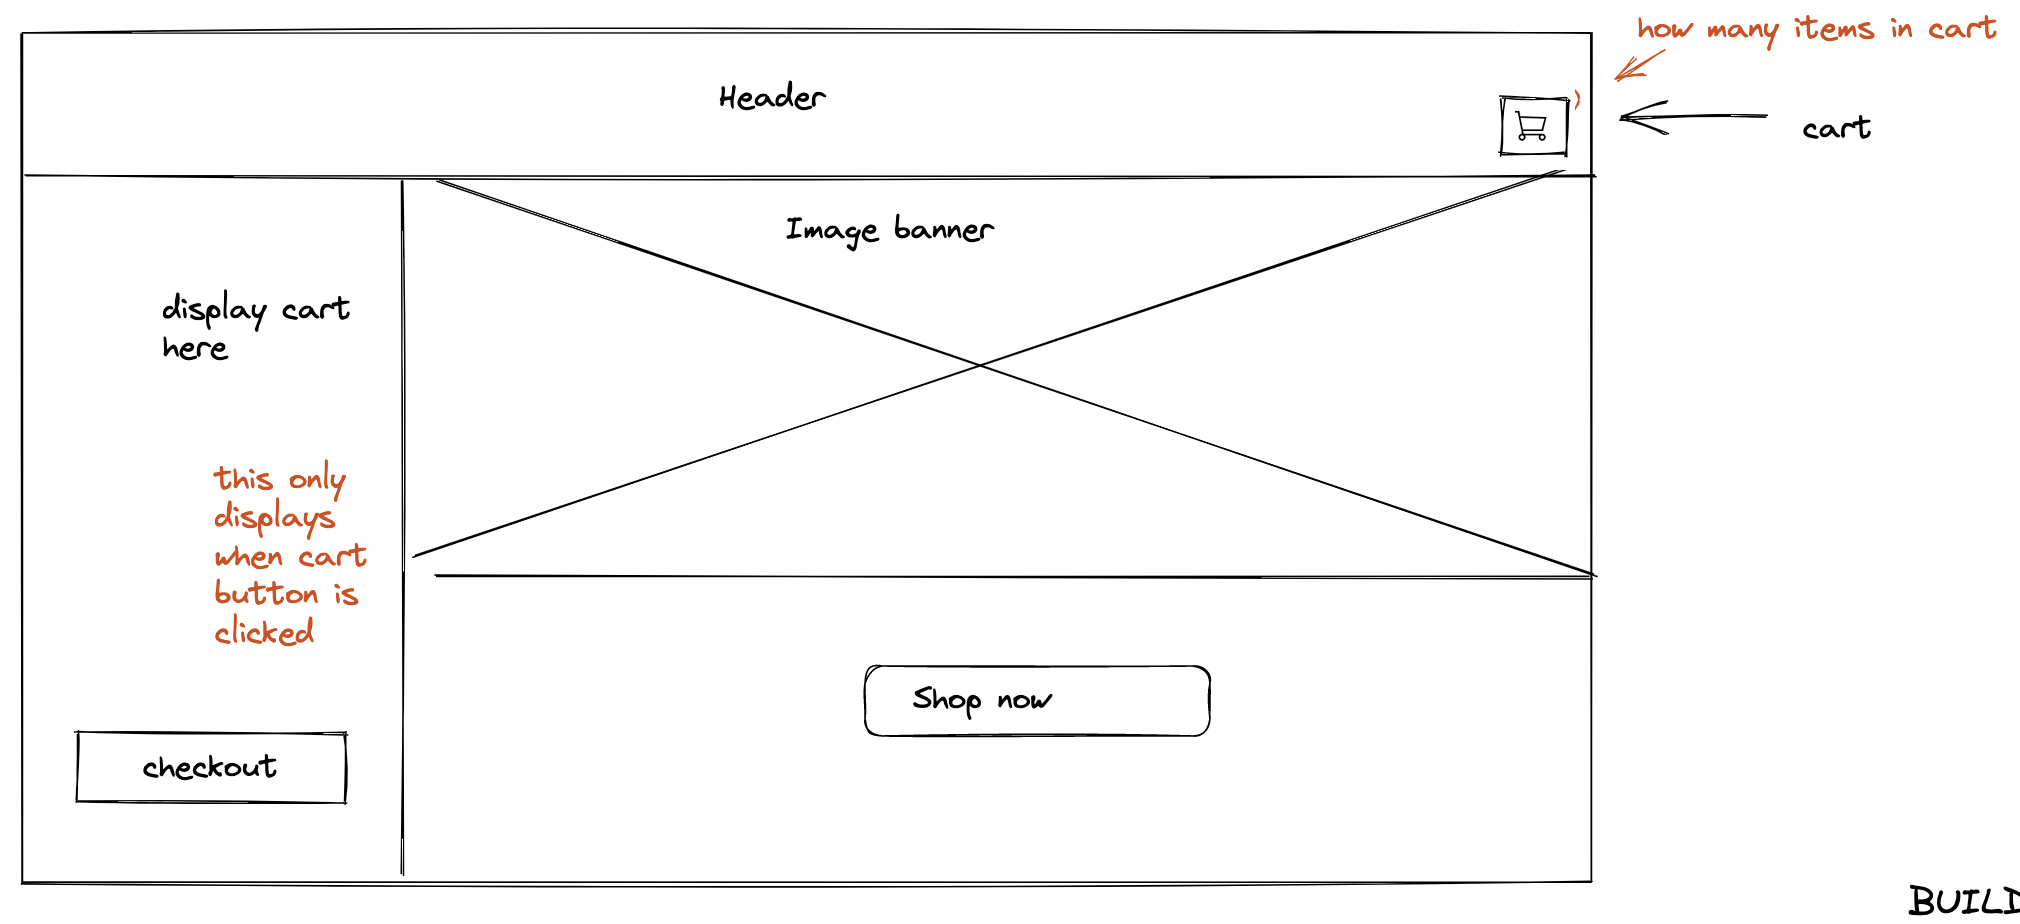 how many items in cart
Header
cart
Image banner
display cart
here
this only
displays
when cart
button is
clicked
Shop now
checkout
BUILD